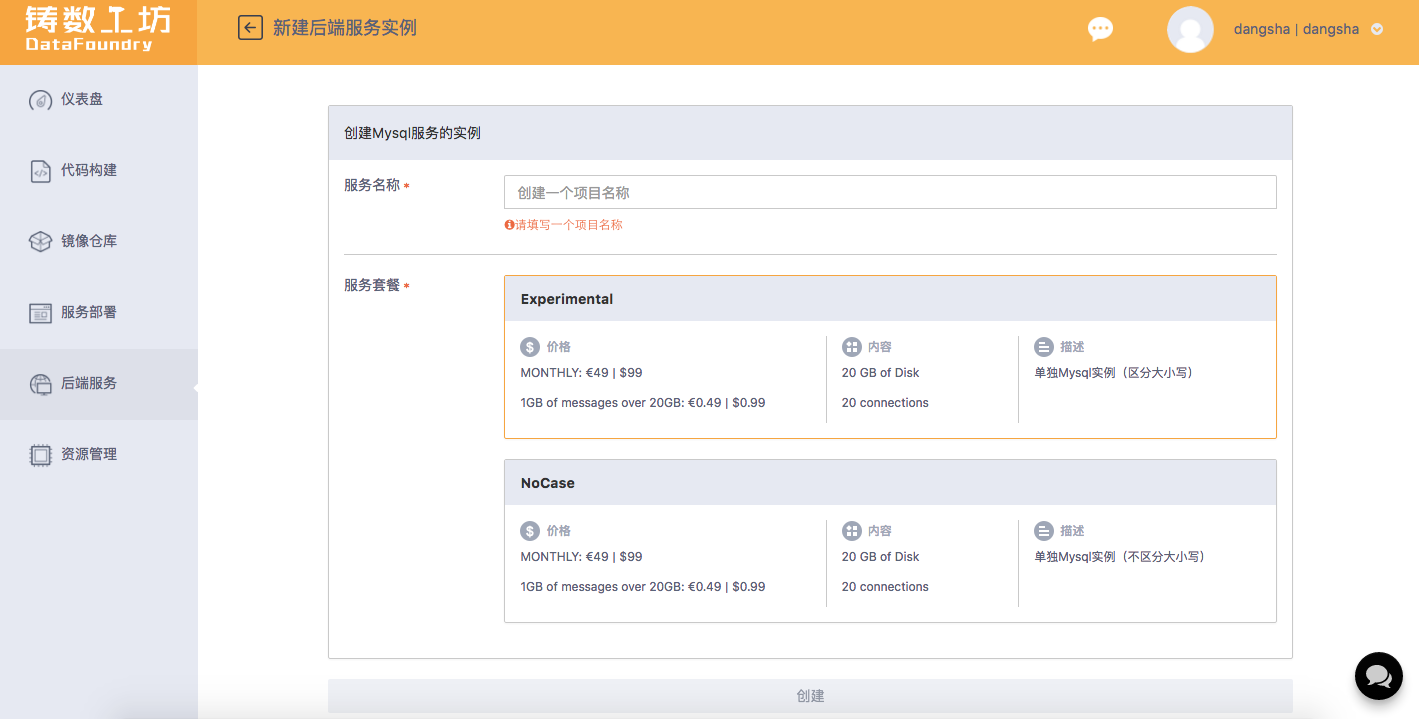 铸数工坊
DataFoundry
新建后端服务实例
dangsha | dangsha
仪表盘
代码构建
镜像仓库
服务部署
后端服务
资源管理
创建Mysql服务的实例
服务名称 *
创建一个项目名称
请填写一个项目名称
服务套餐 *
Experimental
价格
MONTHLY: €49 | $99
1GB of messages over 20GB: €0.49 | $0.99
内容
20 GB of Disk
20 connections
描述
单独Mysql实例（区分大小写）
NoCase
价格
MONTHLY: €49 | $99
1GB of messages over 20GB: €0.49 | $0.99
内容
20 GB of Disk
20 connections
描述
单独Mysql实例（不区分大小写）
创建